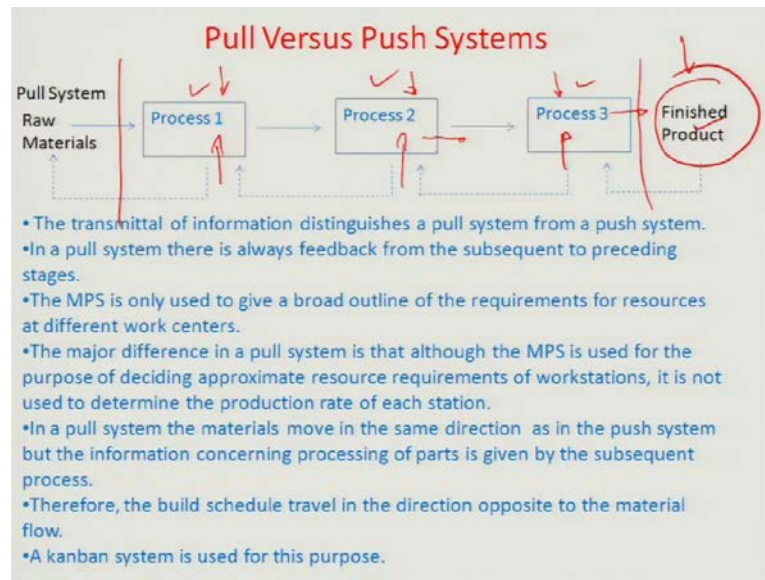 Pull Versus Push Systems
Pull System
Raw
Materials
Process 1
Process 2
Process 3
Finished
Product
• The transmittal of information distinguishes a pull system from a push system.
•In a pull system there is always feedback from the subsequent to preceding
stages.
•The MPS is only used to give a broad outline of the requirements for resources
at different work centers.
•The major difference in a pull system is that although the MPS is used for the
purpose of deciding approximate resource requirements of workstations, it is not
used to determine the production rate of each station.
•In a pull system the materials move in the same direction as in the push system
but the information concerning processing of parts is given by the subsequent
process.
•Therefore, the build schedule travel in the direction opposite to the material
flow.
•A kanban system is used for this purpose.